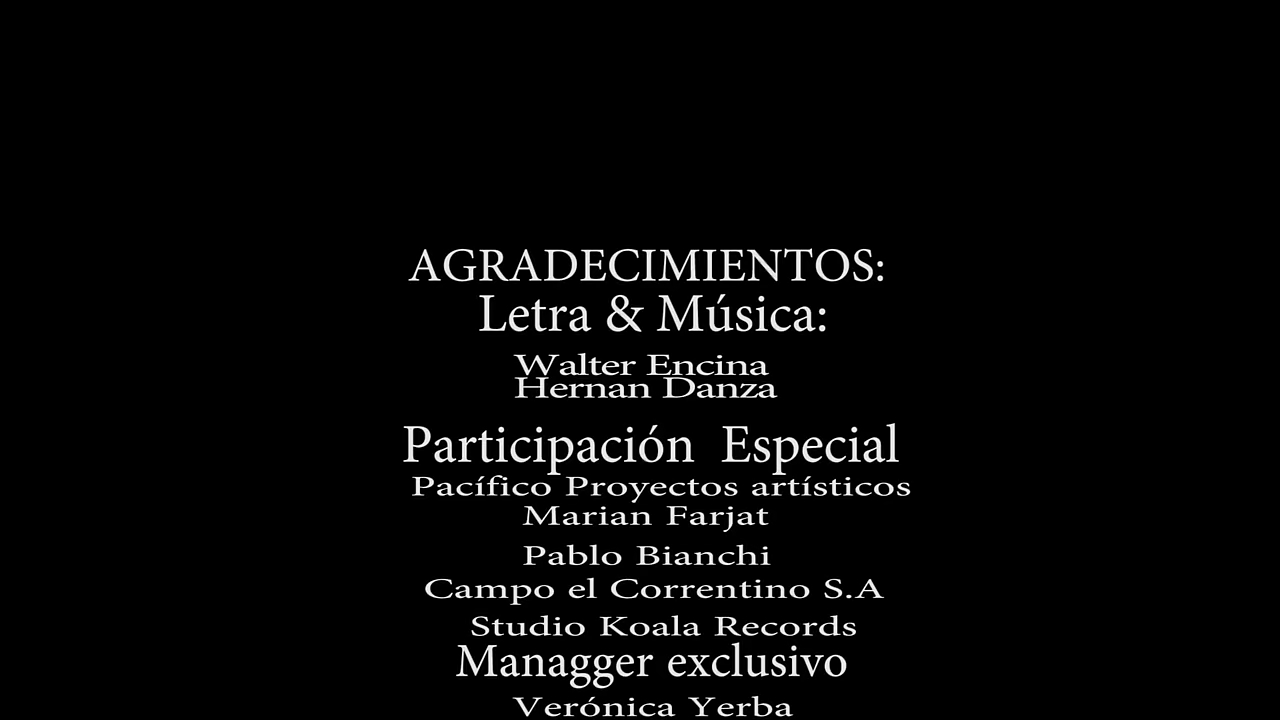 AGRADECIMIENTOS:
Letra & Música:
Walter Encina
Hernan Danza
Participación Especial
Pacífico Proyectos artísticos
Marian Farjat
Pablo Bianchi
Campo el Correntino S.A
Studio Koala Records
Managger exclusivo
Verónica Yerba